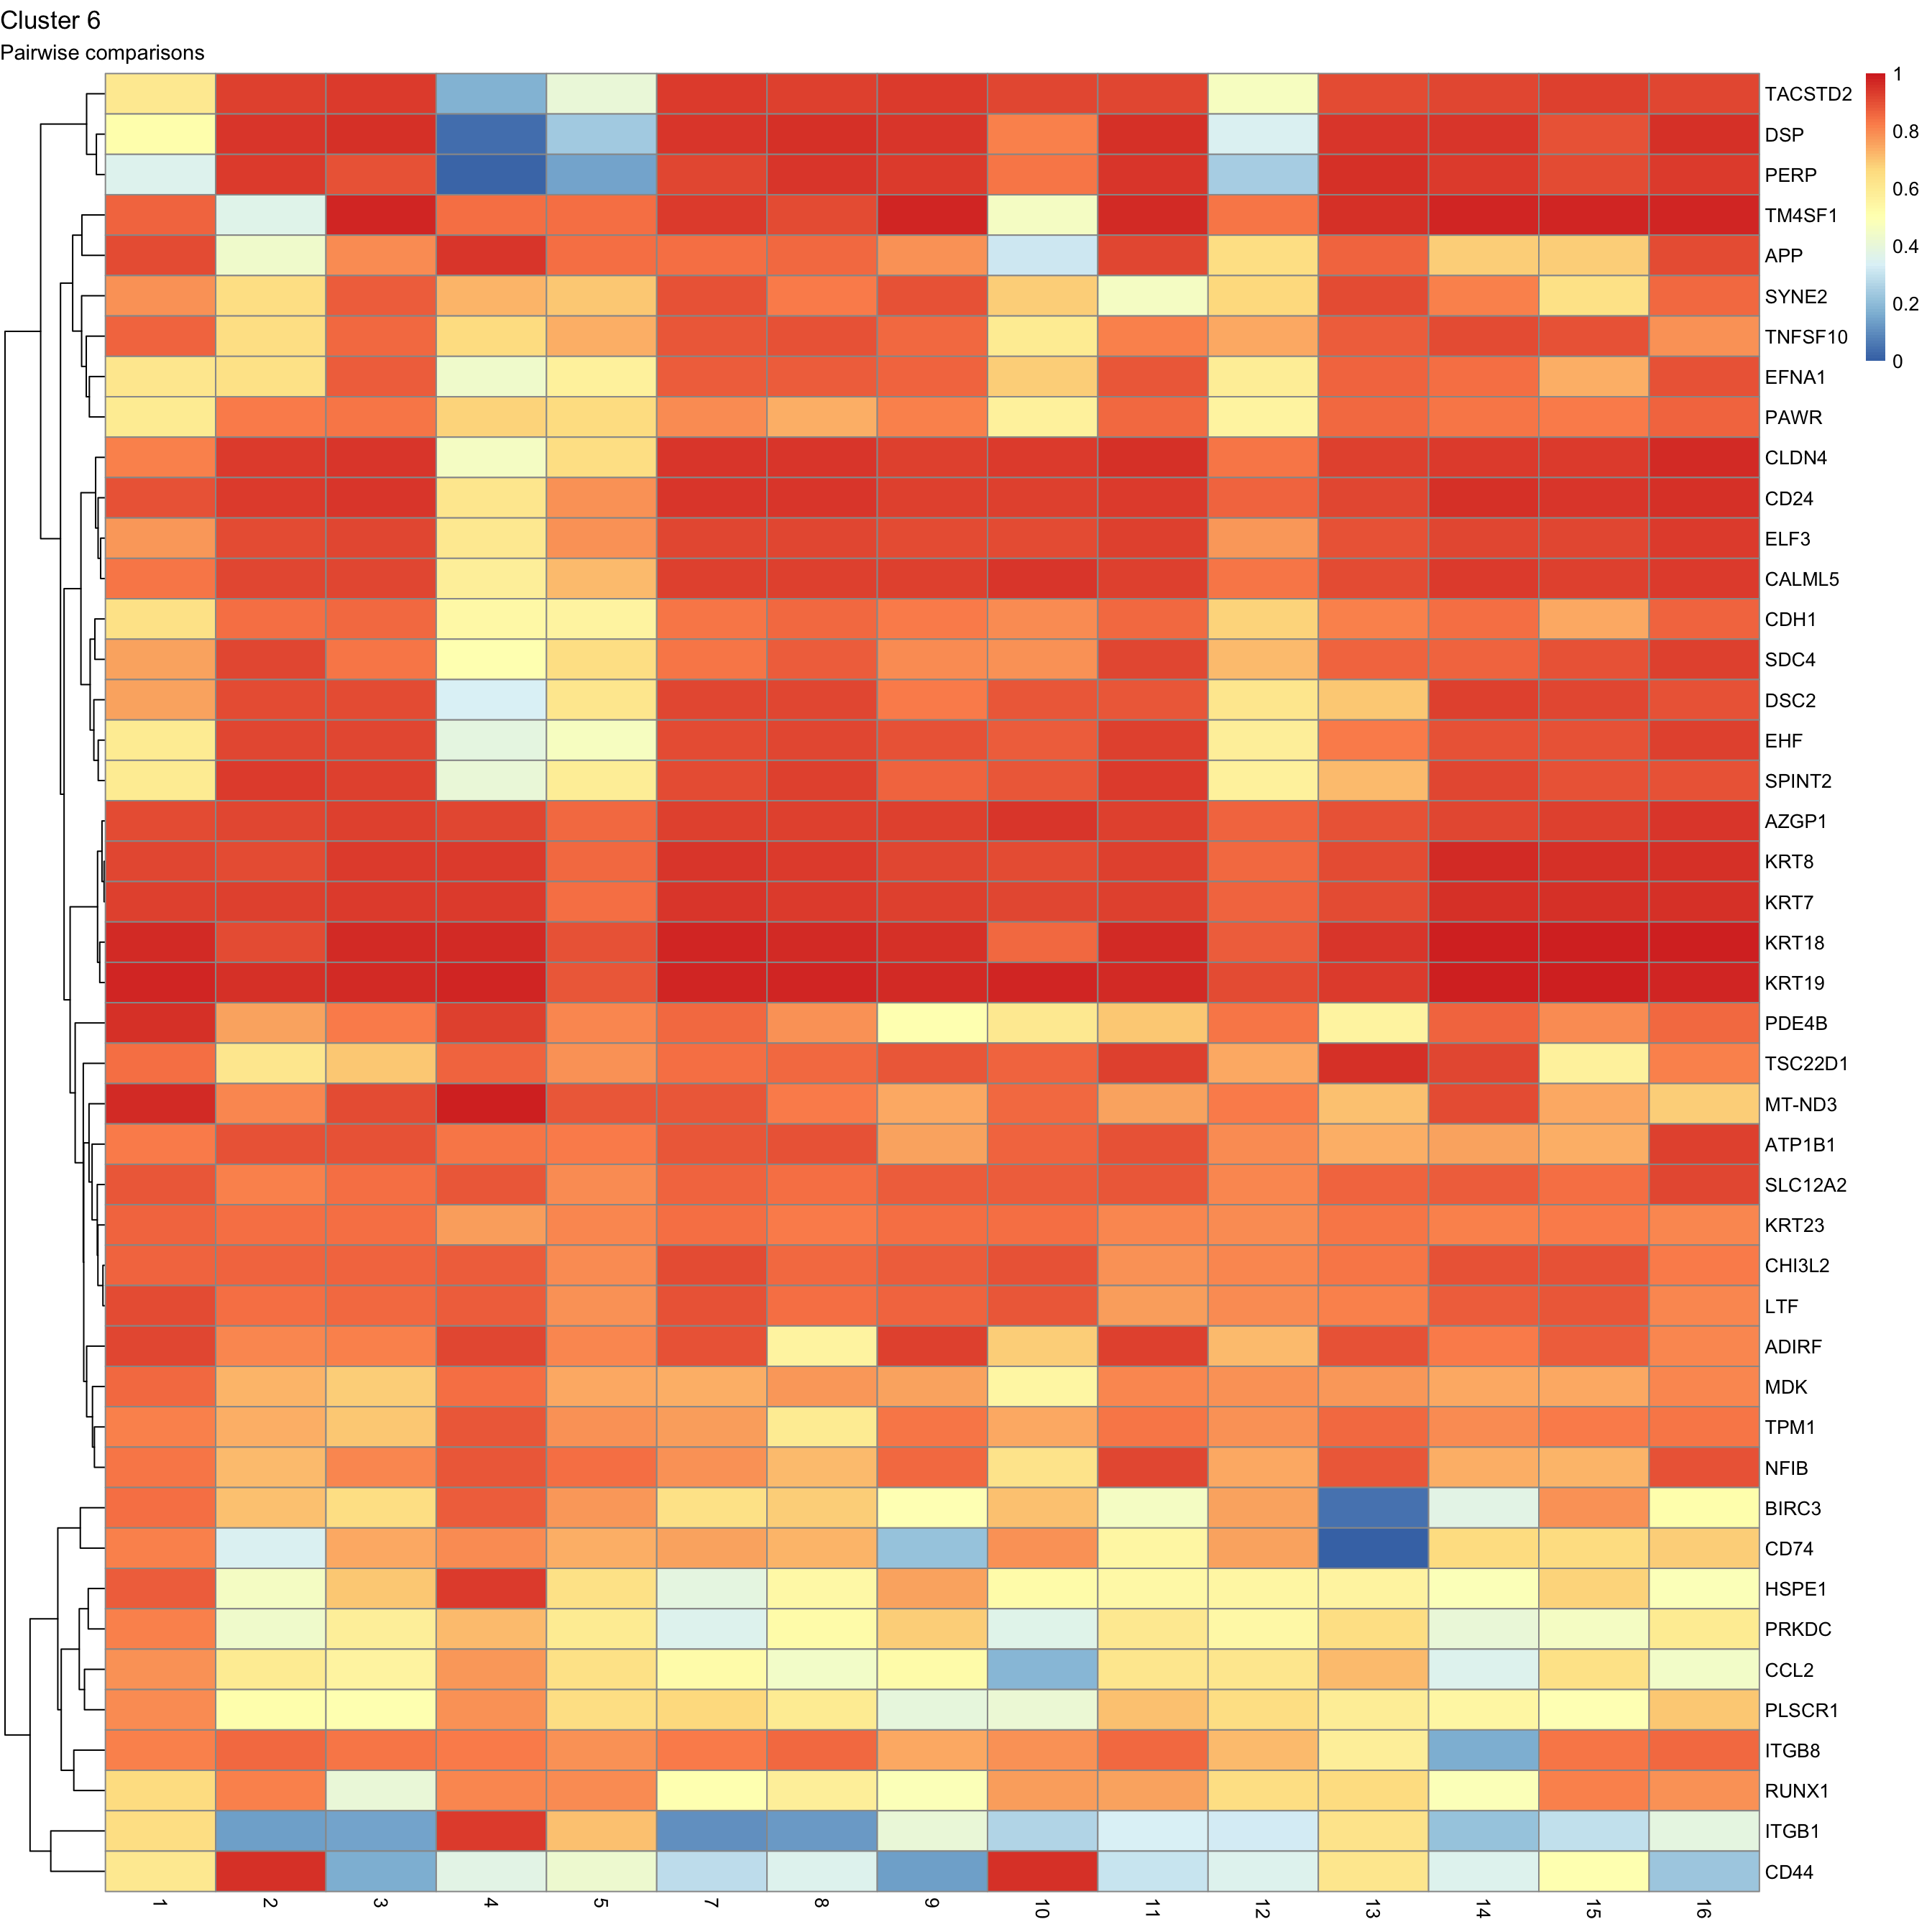 Cluster 6
Pairwise comparisons
1
0.8
0.6
0.4
0.2
0
TACSTD2
DSP
PERP
TM4SF1
APP
SYNE2
TNFSF10
EFNA1
PAWR
CLDN4
CD24
ELF3
CALML5
CDH1
SDC4
DSC2
EHF
SPINT2
AZGP1
KRT8
KRT7
KRT18
KRT19
PDE4B
TSC22D1
MT-ND3
ATP1B1
SLC12A2
KRT23
CHI3L2
LTF
ADIRF
MDK
TPM1
NFIB
BIRC3
CD74
HSPE1
PRKDC
CCL2
PLSCR1
ITGB8
RUNX1
ITGB1
CD44
1 2 3 4 5 7 8 9 10 11 12 13 14 15 16